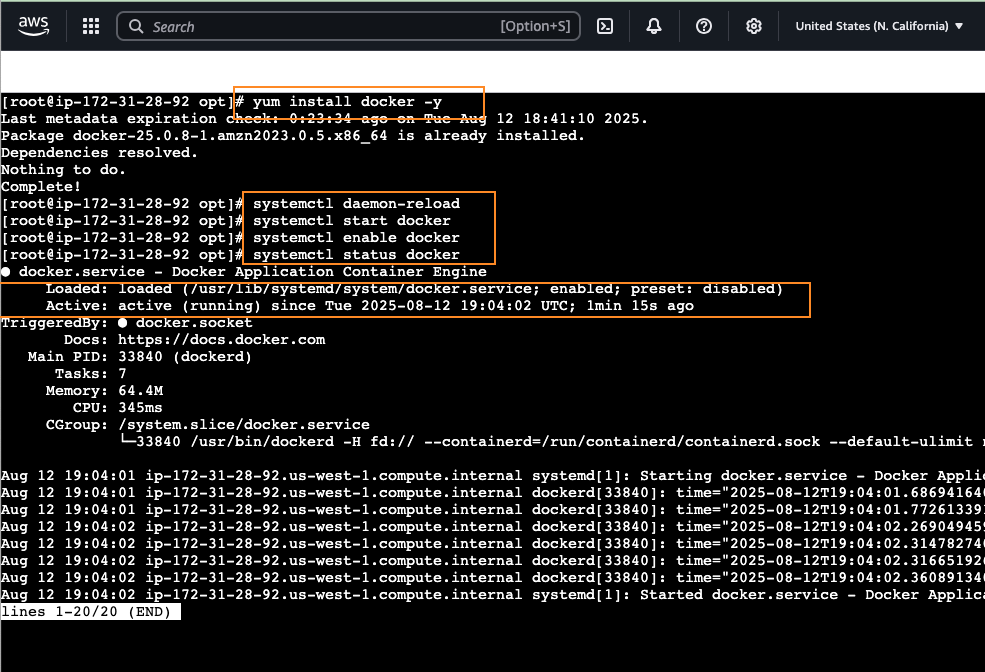 aws
Search [Option+S] United States (N. California)
[root@ip-172-31-28-92 opt]# yum install docker -y
Last metadata expiration check: 0:23:34 ago on Tue Aug 12 18:41:10 2025.
Package docker-25.0.8-1.amzn2023.0.5.x86_64 is already installed.
Dependencies resolved.
Nothing to do.
Complete!
[root@ip-172-31-28-92 opt]# systemctl daemon-reload
[root@ip-172-31-28-92 opt]# systemctl start docker
[root@ip-172-31-28-92 opt]# systemctl enable docker
[root@ip-172-31-28-92 opt]# systemctl status docker
● docker.service - Docker Application Container Engine
Loaded: loaded (/usr/lib/systemd/system/docker.service; enabled; preset: disabled)
Active: active (running) since Tue 2025-08-12 19:04:02 UTC; 1min 15s ago
TriggeredBy: ● docker.socket
Docs: https://docs.docker.com
Main PID: 33840 (dockerd)
Tasks: 7
Memory: 64.4M
CPU: 345ms
CGroup: /system.slice/docker.service
└─33840 /usr/bin/dockerd -H fd:// --containerd=/run/containerd/containerd.sock --default-ulimit
Aug 12 19:04:01 ip-172-31-28-92.us-west-1.compute.internal systemd[1]: Starting docker.service - Docker Applic
Aug 12 19:04:01 ip-172-31-28-92.us-west-1.compute.internal dockerd[33840]: time="2025-08-12T19:04:01.686941640
Aug 12 19:04:01 ip-172-31-28-92.us-west-1.compute.internal dockerd[33840]: time="2025-08-12T19:04:01.772613391
Aug 12 19:04:02 ip-172-31-28-92.us-west-1.compute.internal dockerd[33840]: time="2025-08-12T19:04:02.269049459
Aug 12 19:04:02 ip-172-31-28-92.us-west-1.compute.internal dockerd[33840]: time="2025-08-12T19:04:02.314782740
Aug 12 19:04:02 ip-172-31-28-92.us-west-1.compute.internal dockerd[33840]: time="2025-08-12T19:04:02.316651920
Aug 12 19:04:02 ip-172-31-28-92.us-west-1.compute.internal dockerd[33840]: time="2025-08-12T19:04:02.360891340
Aug 12 19:04:02 ip-172-31-28-92.us-west-1.compute.internal systemd[1]: Started docker.service - Docker Applica
lines 1-20/20 (END)